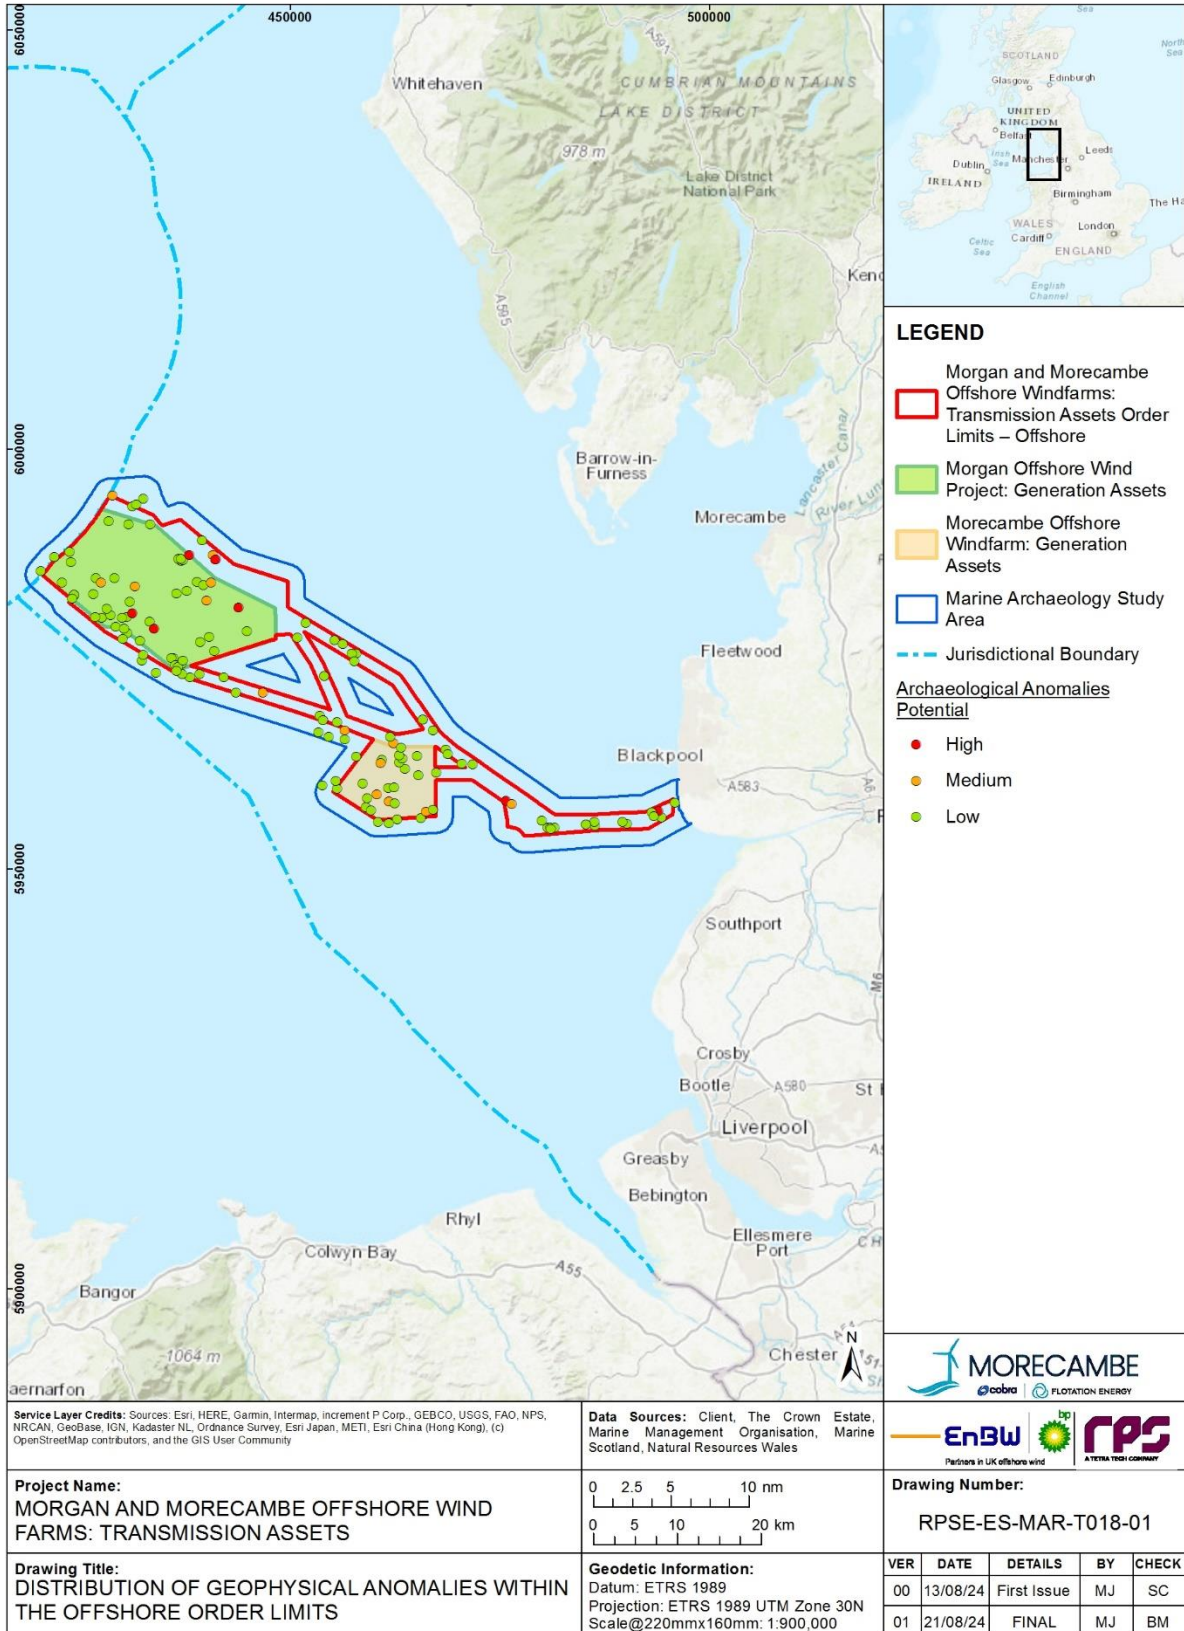 450000
500000
6050000
6000000
5950000
5900000
Whitehaven
A591
CUMBRIAN MOUNTAINS
LAKE DISTRICT
978 m
Lake District
National Park
A595
Barrow-in-
Furness
Lancaster Canal
Morecambe
Fleetwood
Blackpool
A583
A6
Southport
M6
Crosby
Bootle
A580
Liverpool
Greasby
Bebington
Rhyl
Ellesmere
Port
Colwyn Bay
A55
Bangor
1064 m
Chester
N
North
Sea
SCOTLAND
Glasgow
Edinburgh
UNITED
KINGDOM
Belfast
Irish
Sea
Leeds
Dublin
Manchester
IRELAND
Birmingham
WALES
London
Cardiff
Celtic
Sea
ENGLAND
English
Channel
LEGEND
Morgan and Morecambe
Offshore Windfarms:
Transmission Assets Order
Limits – Offshore
Morgan Offshore Wind
Project: Generation Assets
Morecambe Offshore
Windfarm: Generation
Assets
Marine Archaeology Study
Area
Jurisdictional Boundary
Archaeological Anomalies
Potential
High
Medium
Low
MORECAMBE
cobra FLOTATION ENERGY
EnBW bp rps
Partners in UK offshore wind
A TETRA TECH COMPANY
Service Layer Credits: Sources: Esri, HERE, Garmin, Intermap, increment P Corp., GEBCO, USGS, FAO, NPS,
NRCAN, GeoBase, IGN, Kadaster NL, Ordnance Survey, Esri Japan, METI, Esri China (Hong Kong), (c)
OpenStreetMap contributors, and the GIS User Community
Data Sources: Client, The Crown Estate,
Marine Management Organisation, Marine
Scotland, Natural Resources Wales
Project Name:
MORGAN AND MORECAMBE OFFSHORE WIND
FARMS: TRANSMISSION ASSETS
0 2.5 5 10 nm
0 5 10 20 km
Drawing Number:
RPSE-ES-MAR-T018-01
Drawing Title:
DISTRIBUTION OF GEOPHYSICAL ANOMALIES WITHIN
THE OFFSHORE ORDER LIMITS
Geodetic Information:
Datum: ETRS 1989
Projection: ETRS 1989 UTM Zone 30N
Scale@220mmx160mm: 1:900,000
VER DATE DETAILS BY CHECK
00 13/08/24 First Issue MJ SC
01 21/08/24 FINAL MJ BM